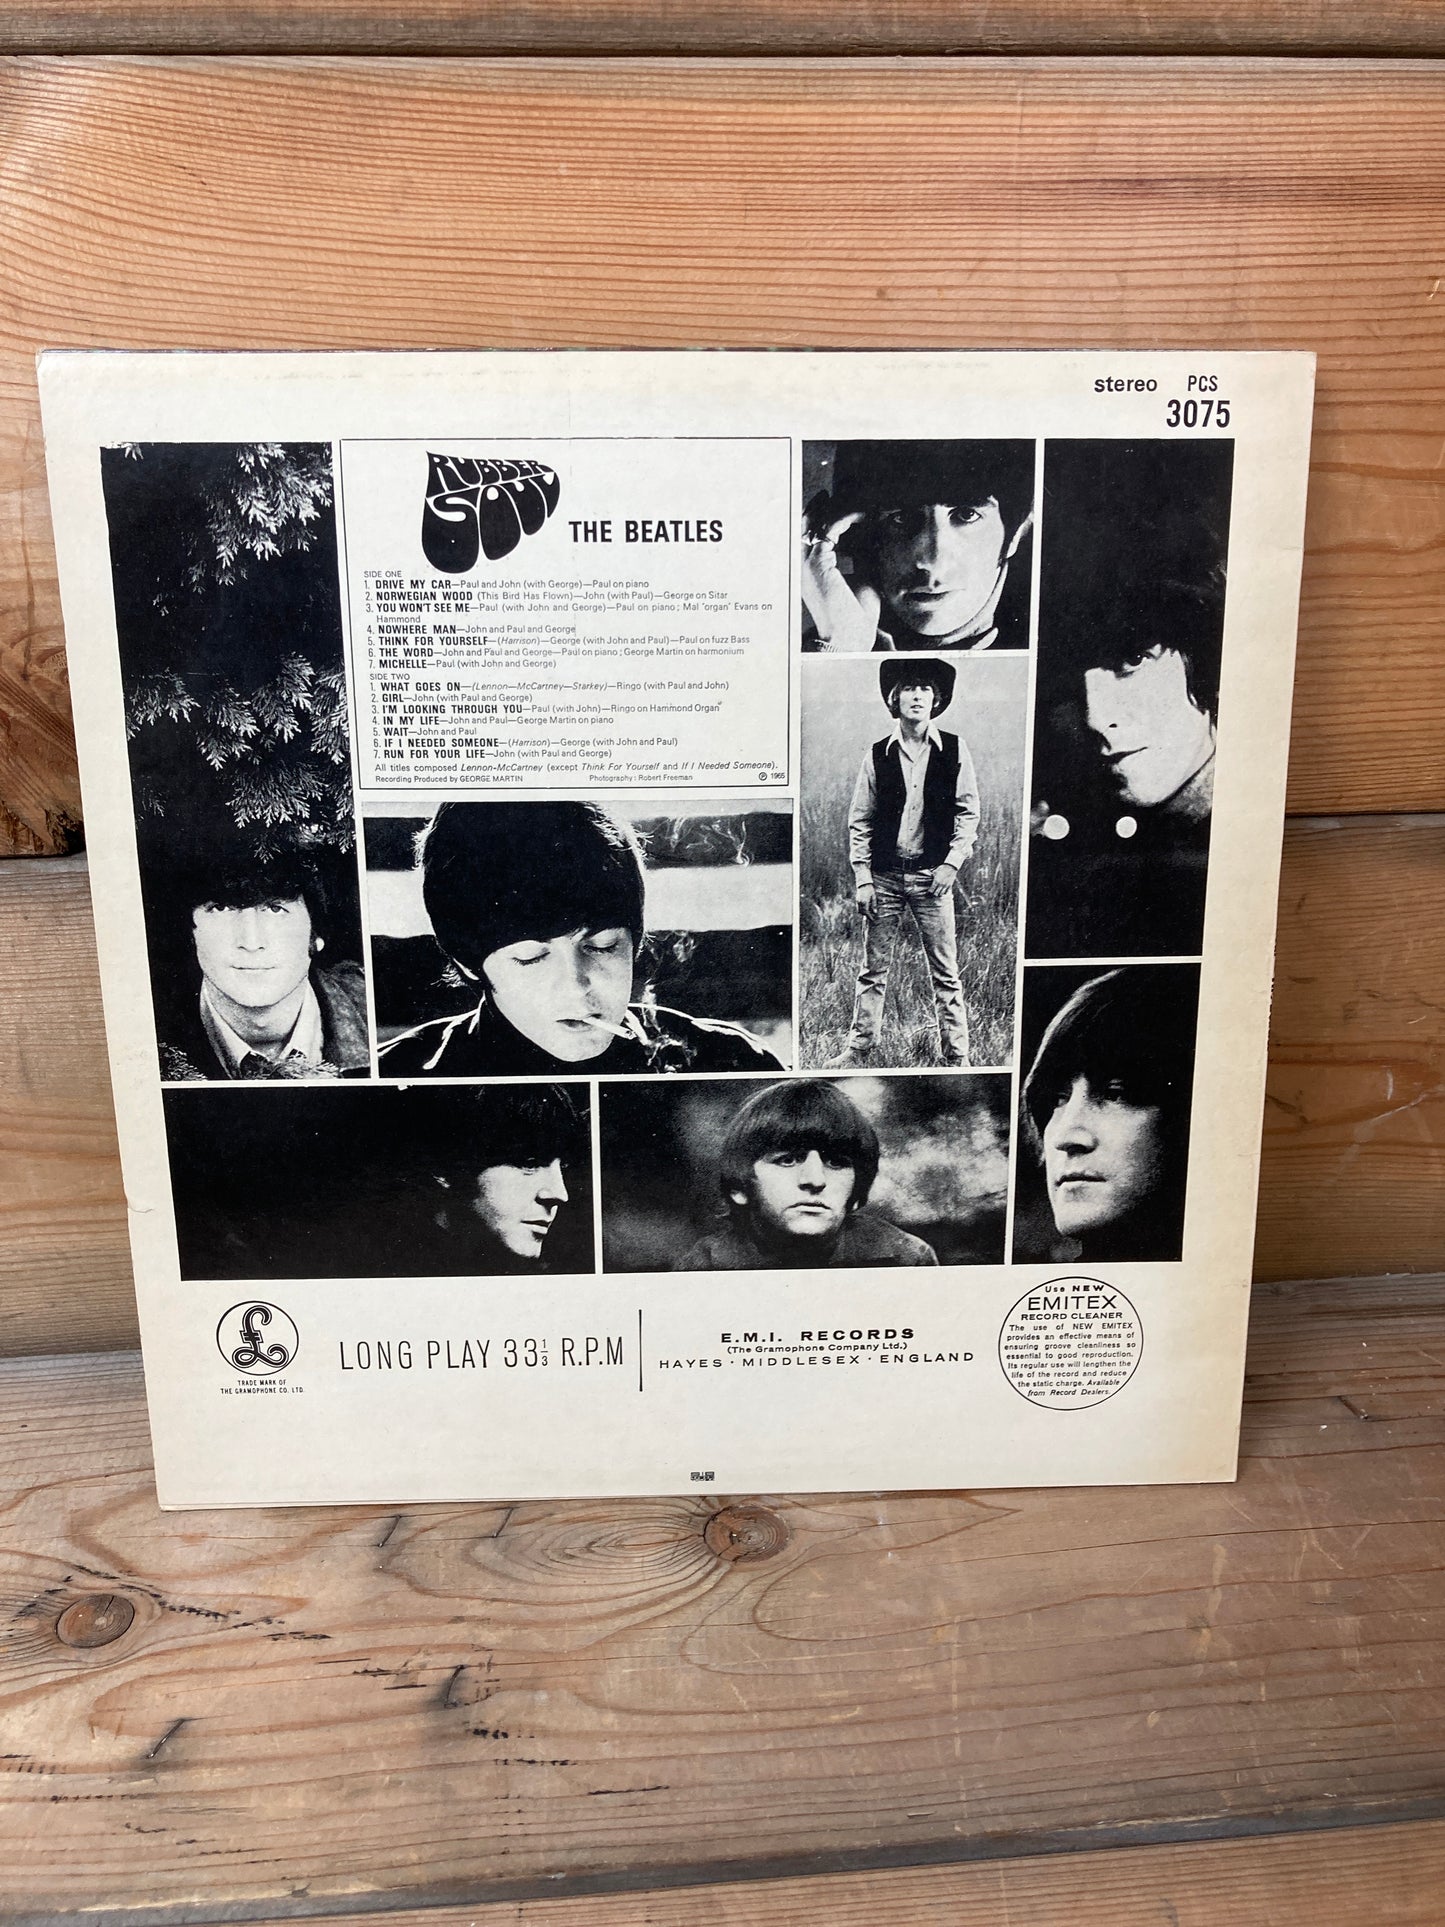 stereo PCS
3075
RUBBER
SOUL
THE BEATLES
SIDE ONE
1. DRIVE MY CAR—Paul and John (with George)—Paul on piano
2. NORWEGIAN WOOD (This Bird Has Flown)—John (with Paul)—George on Sitar
3. YOU WON'T SEE ME—Paul (with John and George)—Paul on piano; Mal 'organ' Evans on
Hammond
4. NOWHERE MAN—John and Paul and George
5. THINK FOR YOURSELF—(Harrison)—George (with John and Paul)—Paul on fuzz Bass
6. THE WORD—John and Paul and George—Paul on piano; George Martin on harmonium
7. MICHELLE—Paul (with John and George)
SIDE TWO
1. WHAT GOES ON—(Lennon—McCartney—Starkey)—Ringo (with Paul and John)
2. GIRL—John (with Paul and George)
3. I'M LOOKING THROUGH YOU—Paul (with John)—Ringo on Hammond Organ
4. IN MY LIFE—John and Paul—George Martin on piano
5. WAIT—John and Paul
6. IF I NEEDED SOMEONE—(Harrison)—George (with John and Paul)
7. RUN FOR YOUR LIFE—John (with Paul and George)
All titles composed Lennon-McCartney (except Think For Yourself and If I Needed Someone).
Recording Produced by GEORGE MARTIN Photography: Robert Freeman ℗ 1965
£
TRADE MARK OF
THE GRAMOPHONE CO. LTD.
LONG PLAY 33⅓ R.P.M
E.M.I. RECORDS
(The Gramophone Company Ltd.)
HAYES · MIDDLESEX · ENGLAND
Use NEW
EMITEX
RECORD CLEANER
The use of NEW EMITEX
provides an effective means of
ensuring groove cleanliness so
essential to good reproduction.
Its regular use will lengthen the
life of the record and reduce
the static charge. Available
from Record Dealers.